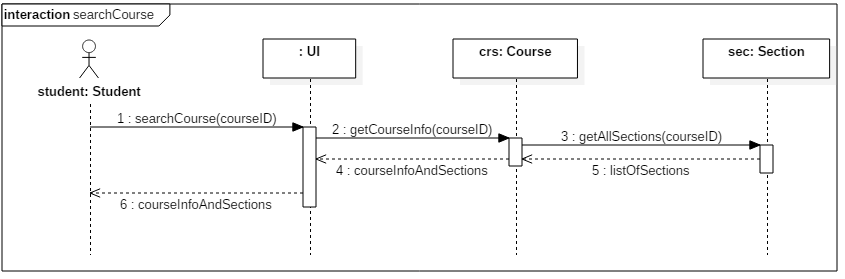 interaction searchCourse
: UI
crs: Course
sec: Section
student: Student
1 : searchCourse(courseID)
2 : getCourseInfo(courseID)
3 : getAllSections(courseID)
4 : courseInfoAndSections
5 : listOfSections
6 : courseInfoAndSections